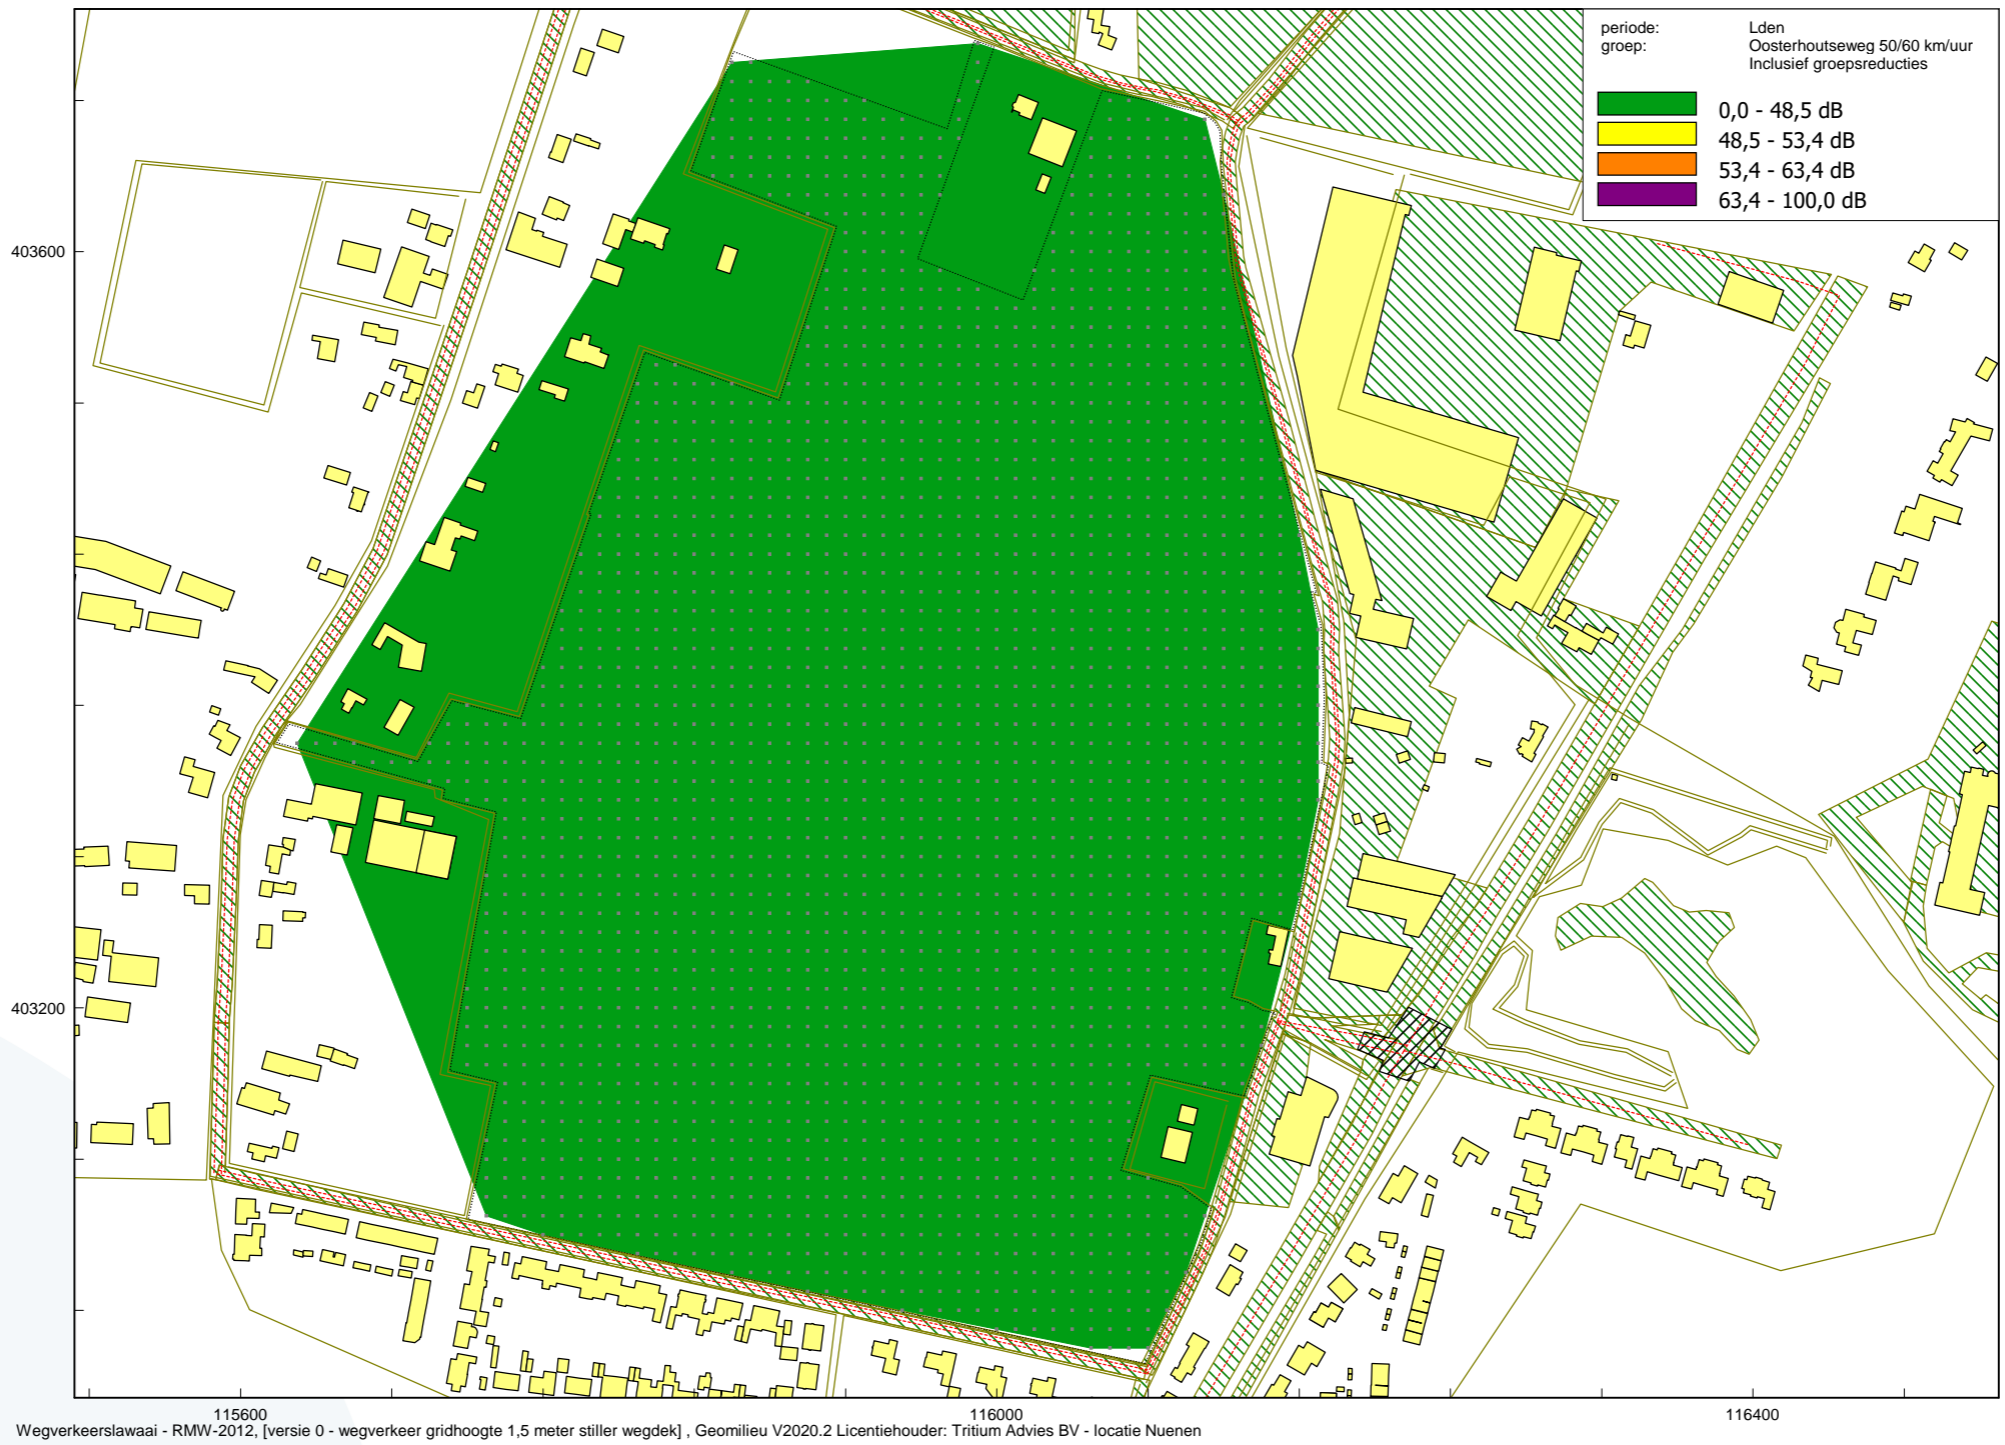 periode: Lden
groep: Oosterhoutseweg 50/60 km/uur
Inclusief groepsreducties
0,0 - 48,5 dB
48,5 - 53,4 dB
53,4 - 63,4 dB
63,4 - 100,0 dB
403600
403200
115600 116000 116400
Wegverkeerslawaai - RMW-2012, [versie 0 - wegverkeer gridhoogte 1,5 meter stiller wegdek] , Geomilieu V2020.2 Licentiehouder: Tritium Advies BV - locatie Nuenen